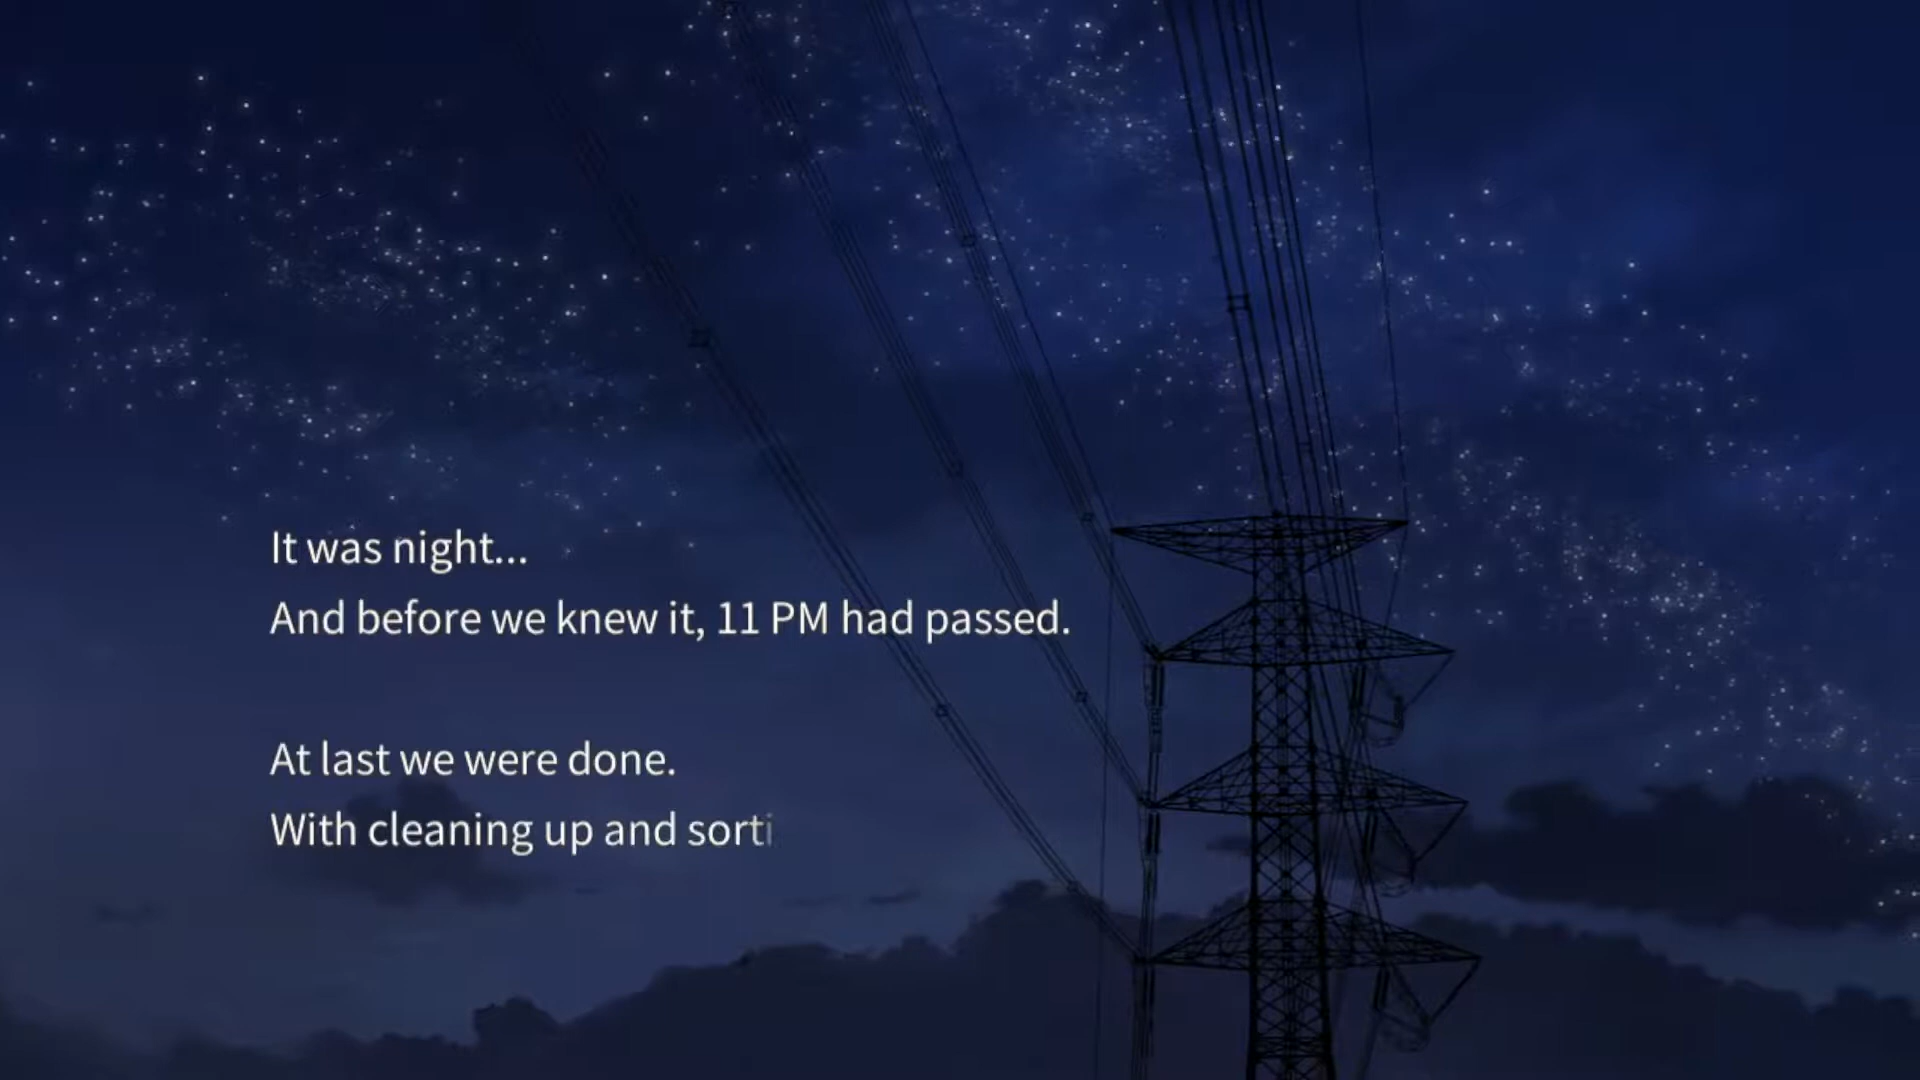 It was night...
And before we knew it, 11 PM had passed.
At last we were done.
With cleaning up and sorti